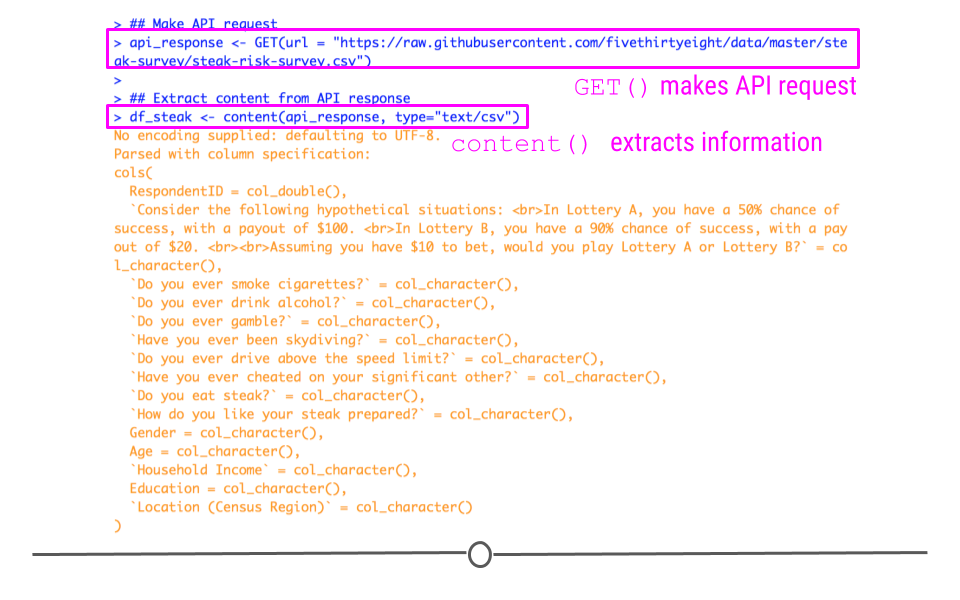 > ## Make API request
> api_response <- GET(url = "https://raw.githubusercontent.com/fivethirtyeight/data/master/ste
ak-survey/steak-risk-survey.csv")
>
GET() makes API request
> ## Extract content from API response
> df_steak <- content(api_response, type="text/csv")
No encoding supplied: defaulting to UTF-8.
content() extracts information
Parsed with column specification:
cols(
  RespondentID = col_double(),
  `Consider the following hypothetical situations: <br>In Lottery A, you have a 50% chance of
success, with a payout of $100. <br>In Lottery B, you have a 90% chance of success, with a pay
out of $20. <br><br>Assuming you have $10 to bet, would you play Lottery A or Lottery B?` = co
l_character(),
  `Do you ever smoke cigarettes?` = col_character(),
  `Do you ever drink alcohol?` = col_character(),
  `Do you ever gamble?` = col_character(),
  `Have you ever been skydiving?` = col_character(),
  `Do you ever drive above the speed limit?` = col_character(),
  `Have you ever cheated on your significant other?` = col_character(),
  `Do you eat steak?` = col_character(),
  `How do you like your steak prepared?` = col_character(),
  Gender = col_character(),
  Age = col_character(),
  `Household Income` = col_character(),
  Education = col_character(),
  `Location (Census Region)` = col_character()
)